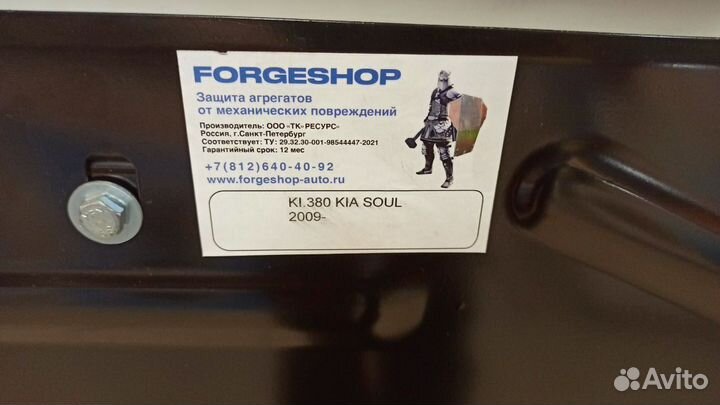 FORGESHOP
Защита агрегатов
от механических повреждений
Производитель: ООО «ТК» РЕСУРС»
Россия, г.Санкт-Петербург
Соответствует: ТУ: 29.32.30-001-98544447-2021
Гарантийный срок: 12 мес
+7(812)640-40-92
www.forgeshop-auto.ru
KI.380 KIA SOUL
2009-
Avito